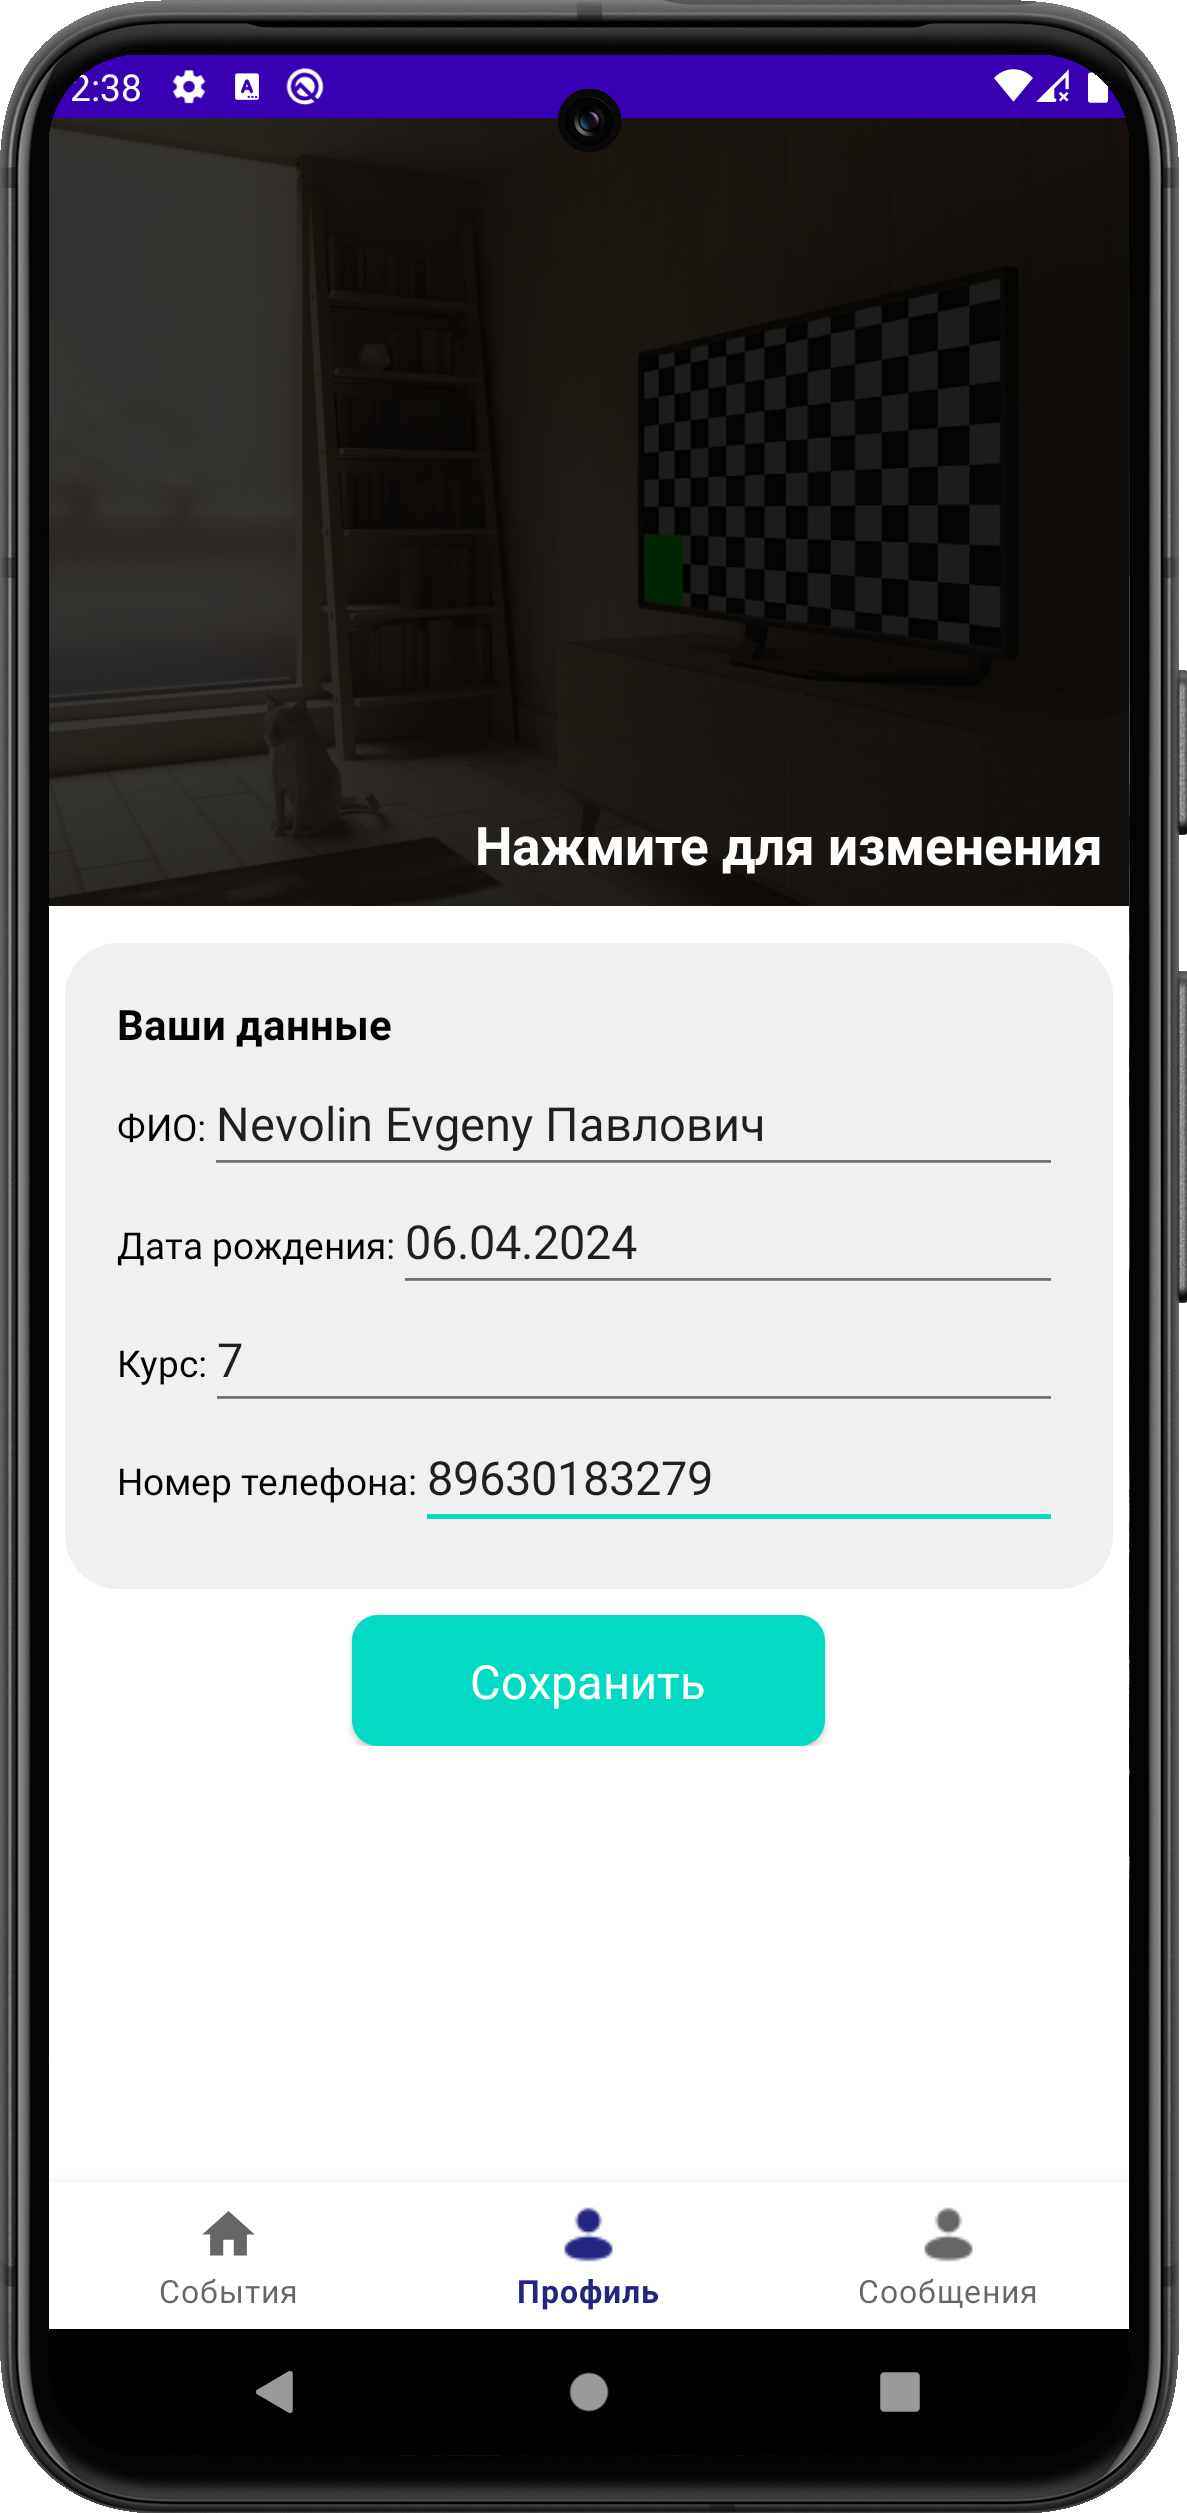 2:38
Нажмите для изменения
Ваши данные
ФИО: Nevolin Evgeny Павлович
Дата рождения: 06.04.2024
Курс: 7
Номер телефона: 89630183279
Сохранить
События Профиль Сообщения